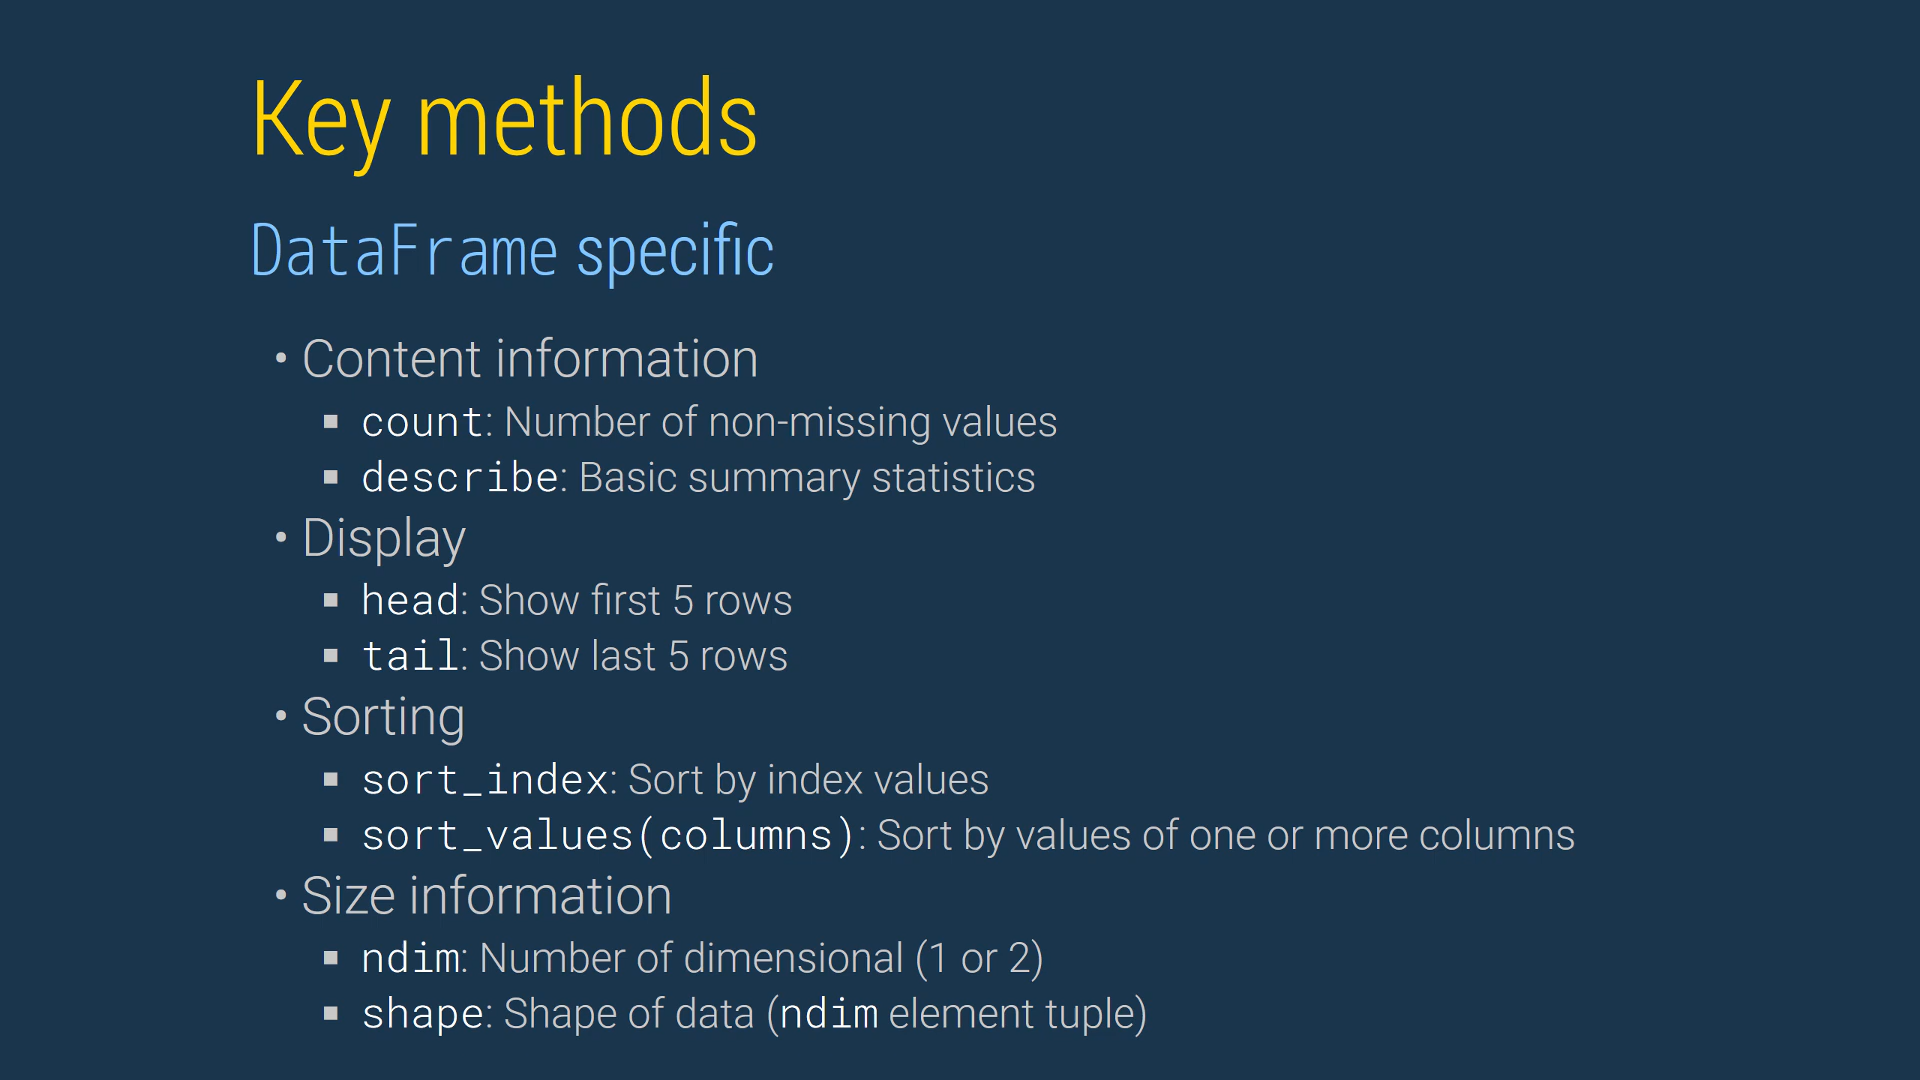 Key methods
DataFrame specific
• Content information
▪ count: Number of non-missing values
▪ describe: Basic summary statistics
• Display
▪ head: Show first 5 rows
▪ tail: Show last 5 rows
• Sorting
▪ sort_index: Sort by index values
▪ sort_values(columns): Sort by values of one or more columns
• Size information
▪ ndim: Number of dimensional (1 or 2)
▪ shape: Shape of data (ndim element tuple)